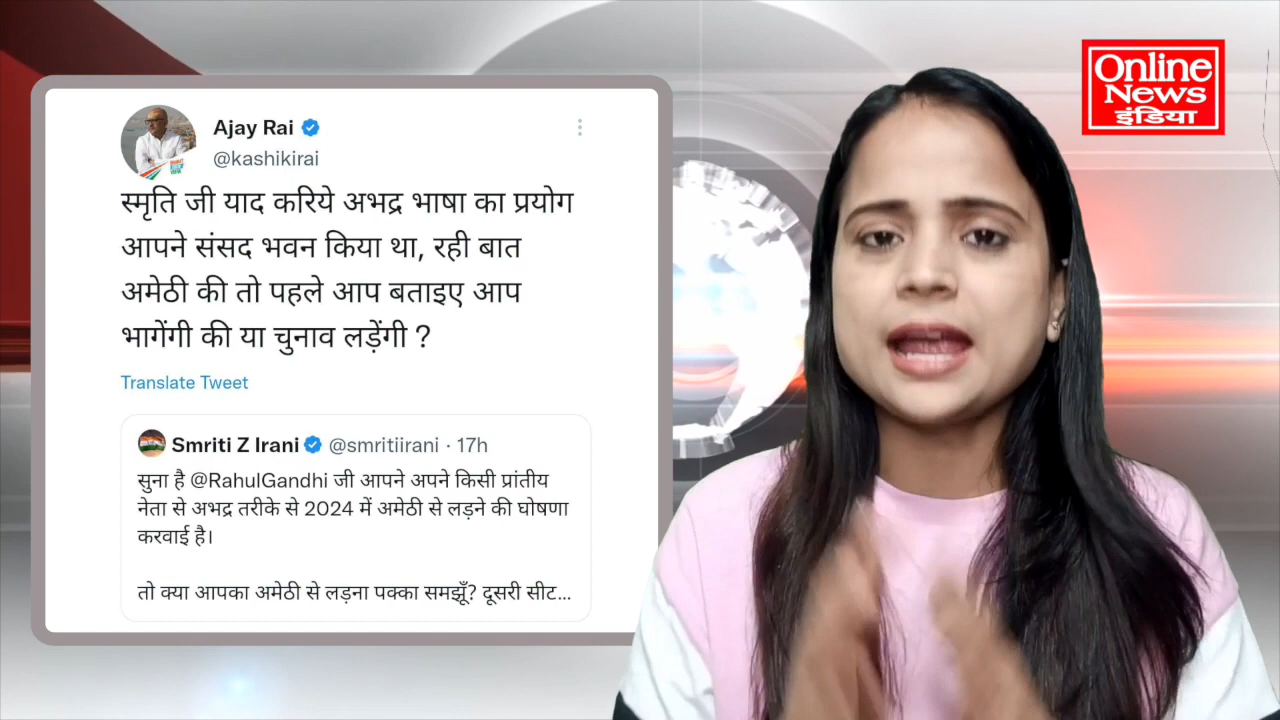 Ajay Rai
@kashikirai
स्मृति जी याद करिये अभद्र भाषा का प्रयोग
आपने संसद भवन किया था, रही बात
अमेठी की तो पहले आप बताइए आप
भागेंगी की या चुनाव लड़ेंगी ?
Translate Tweet
Smriti Z Irani @smritiirani · 17h
सुना है @RahulGandhi जी आपने अपने किसी प्रांतीय
नेता से अभद्र तरीके से 2024 में अमेठी से लड़ने की घोषणा
करवाई है।
तो क्या आपका अमेठी से लड़ना पक्का समझूँ? दूसरी सीट...
Online
News
इंडिया